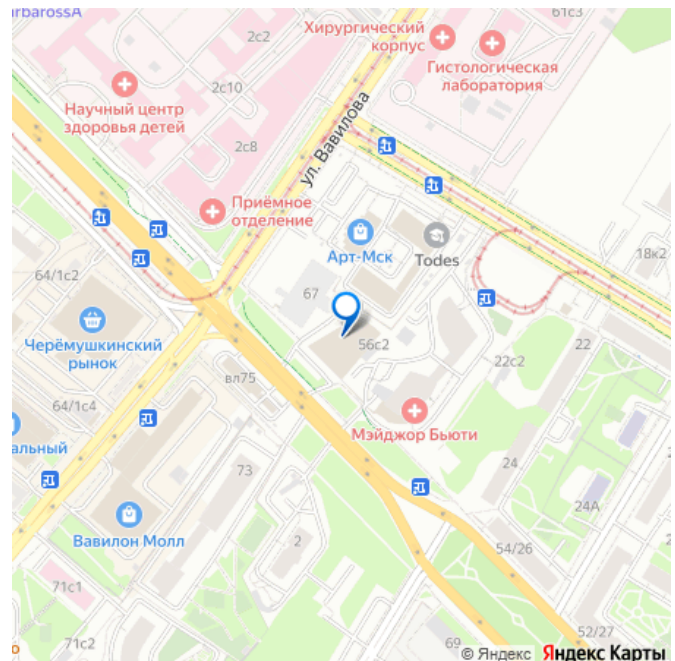 arbarossA
2с2
Хирургический
корпус
61с3
Гистологическая
лаборатория
2с10
Научный центр
здоровья детей
2с8
ул. Вавилова
Приёмное
отделение
Арт-Мск
Todes
18к2
64/1с2
67
Черёмушкинский
рынок
56с2
22с2
22
вл75
64/1с4
Мэйджор Бьюти
альный
73
24
24А
Вавилон Молл
2
54/26
71с1
71с2
69
52/27
© Яндекс Яндекс Карты